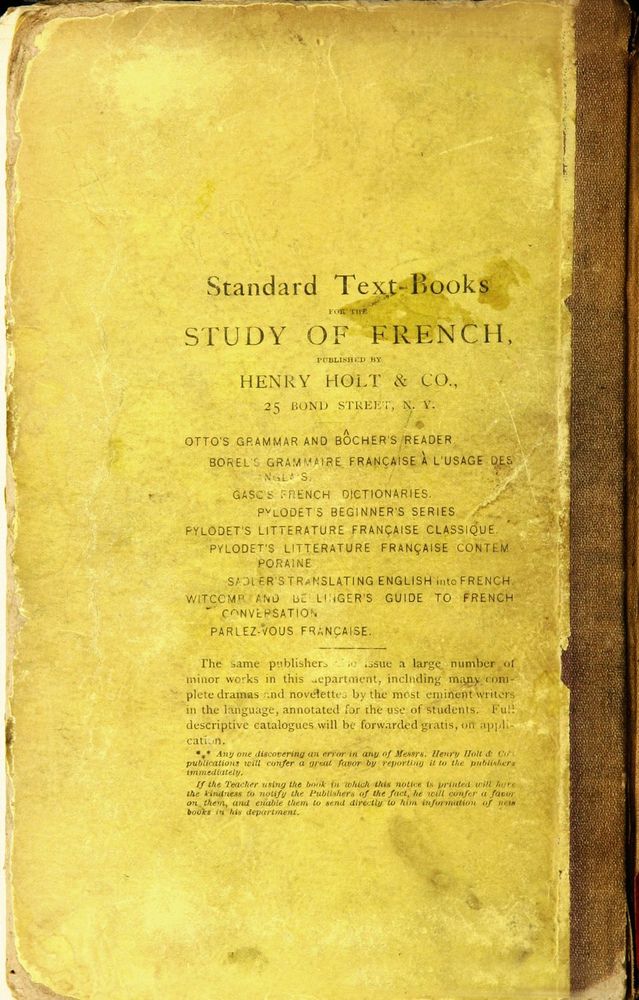 Standard Text-Books
FOR THE
STUDY OF FRENCH,
PUBLISHED BY
HENRY HOLT & CO.,
25 BOND STREET, N. Y.
OTTO'S GRAMMAR AND BÔCHER'S READER
BOREL'S GRAMMAIRE FRANÇAISE À L'USAGE DES
GASC'S FRENCH DICTIONARIES.
PYLODET'S BEGINNER'S SERIES
PYLODET'S LITTERATURE FRANÇAISE CLASSIQUE.
PYLODET'S LITTERATURE FRANÇAISE CONTEM
PORAINE
SADLER'S TRANSLATING ENGLISH into FRENCH.
WITCOMB AND BELLINGER'S GUIDE TO FRENCH
CONVERSATION
PARLEZ-VOUS FRANÇAISE.
The same publishers also issue a large number of
minor works in this department, including many com-
plete dramas and novelettes by the most eminent writers
in the language, annotated for the use of students. Full
descriptive catalogues will be forwarded gratis, on appli-
cation.
*** Any one discovering an error in any of Messrs. Henry Holt & Co's
publications will confer a great favor by reporting it to the publishers
immediately.
If the Teacher using the book in which this notice is printed will have
the kindness to notify the Publishers of the fact, he will confer a favor
on them, and enable them to send directly to him information of new
books in his department.